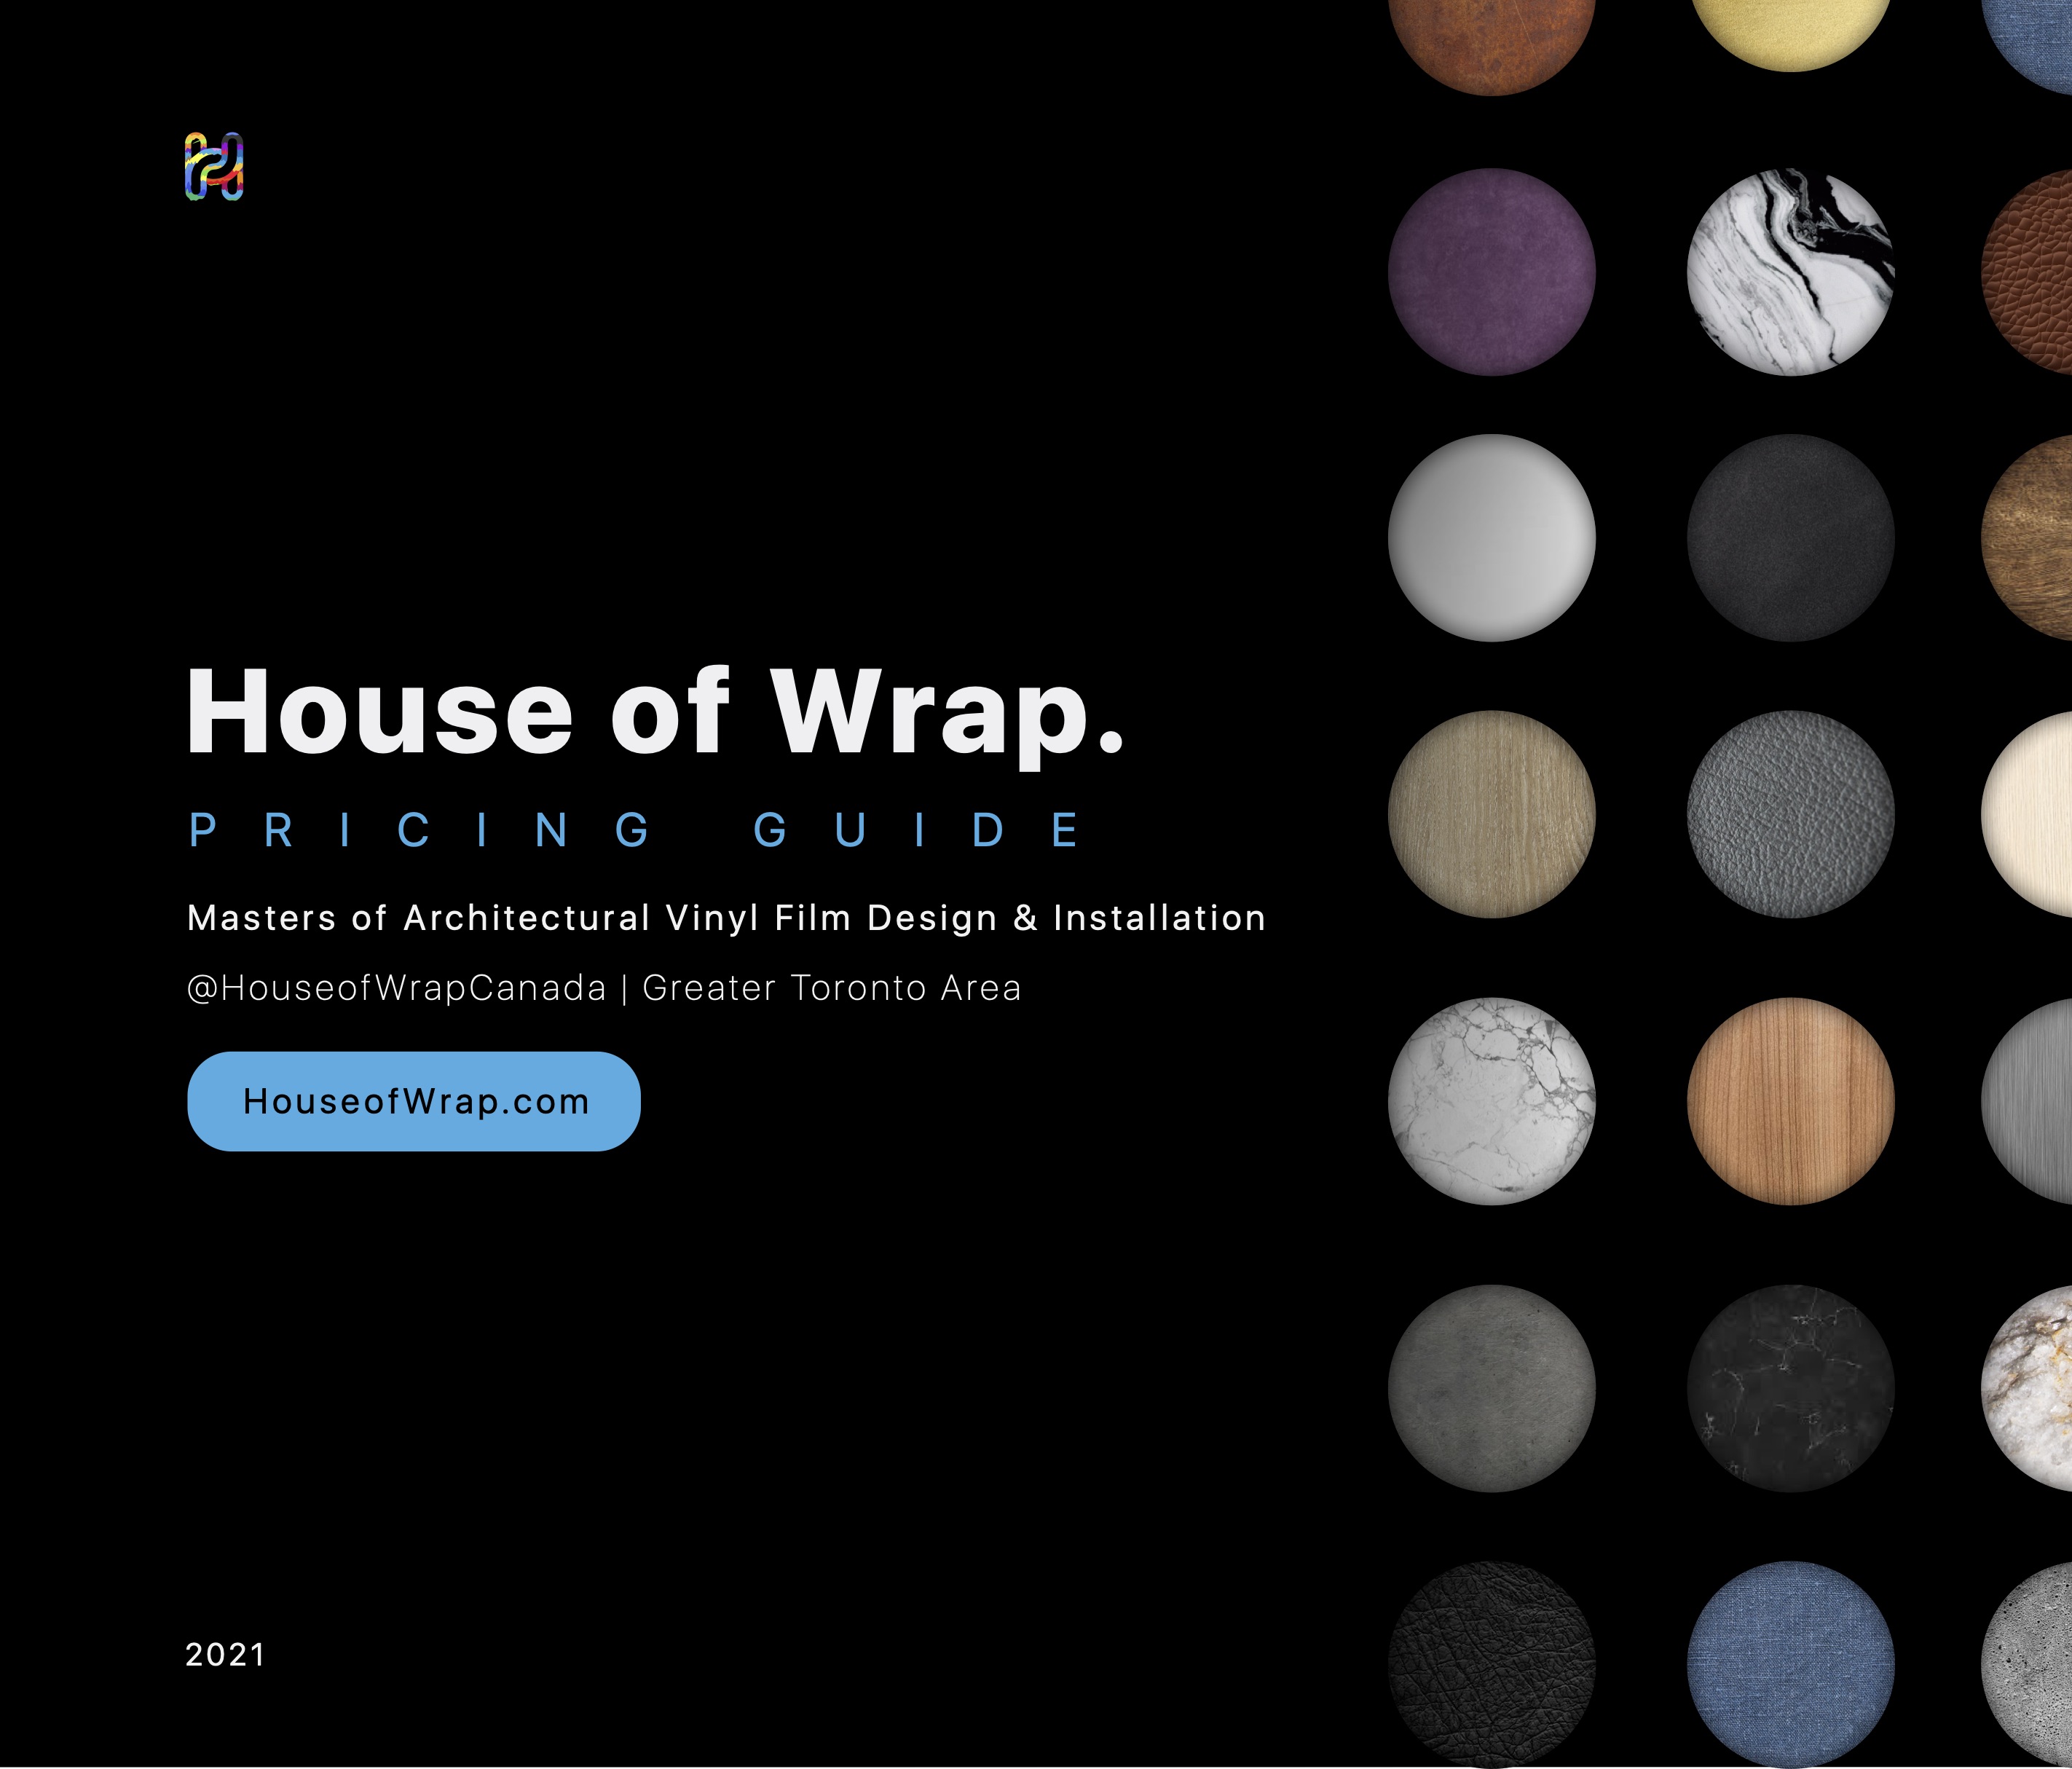 House of Wrap.
PRICING GUIDE
Masters of Architectural Vinyl Film Design & Installation
@HouseofWrapCanada | Greater Toronto Area
HouseofWrap.com
2021